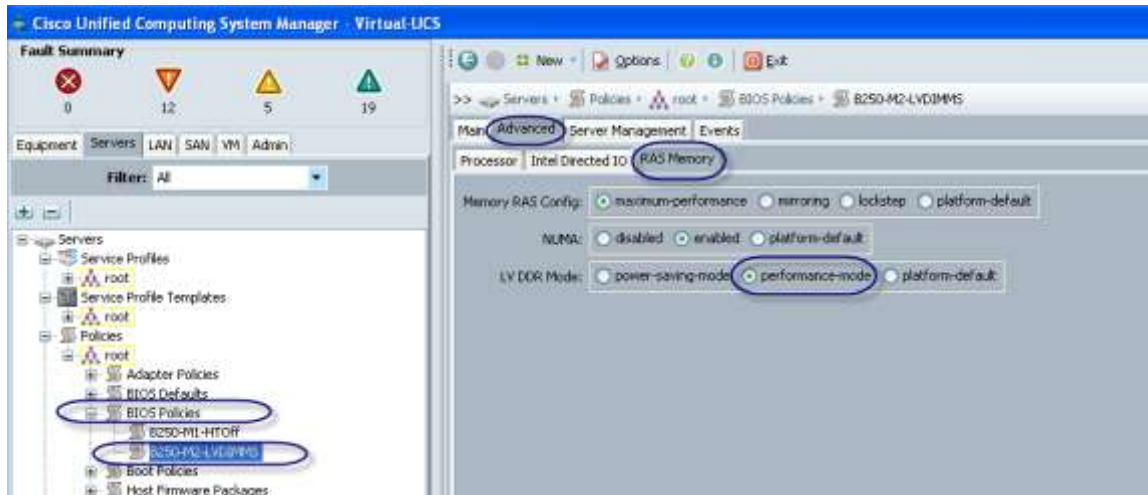 Cisco Unified Computing System Manager - Virtual-UCS
Fault Summary
0 12 5 19
Equipment Servers LAN SAN VM Admin
Filter: All
Servers
Service Profiles
root
Service Profile Templates
root
Policies
root
Adapter Policies
BIOS Defaults
BIOS Policies
B250-M1-HTOff
B250-M2-LVDIMMS
Boot Policies
Host Firmware Packages
New Options Exit
>> Servers Policies root BIOS Policies B250-M2-LVDIMMS
Main Advanced Server Management Events
Processor Intel Directed IO RAS Memory
Memory RAS Config: maximum-performance mirroring lockstep platform-default
NUMA: disabled enabled platform-default
LV DDR Mode: power-saving-mode performance-mode platform-default